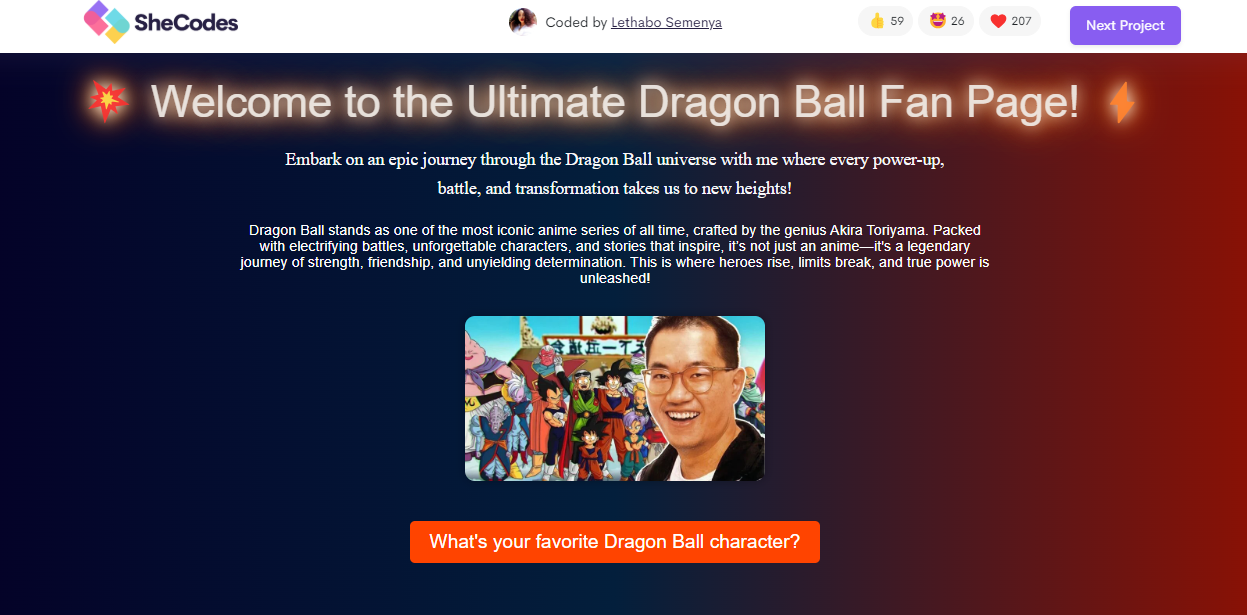 SheCodes
Coded by Lethabo Semenya
👍 59
🤩 26
❤️ 207
Next Project
💥 Welcome to the Ultimate Dragon Ball Fan Page! ⚡
Embark on an epic journey through the Dragon Ball universe with me where every power-up,
battle, and transformation takes us to new heights!
Dragon Ball stands as one of the most iconic anime series of all time, crafted by the genius Akira Toriyama. Packed
with electrifying battles, unforgettable characters, and stories that inspire, it's not just an anime—it's a legendary
journey of strength, friendship, and unyielding determination. This is where heroes rise, limits break, and true power is
unleashed!
What's your favorite Dragon Ball character?